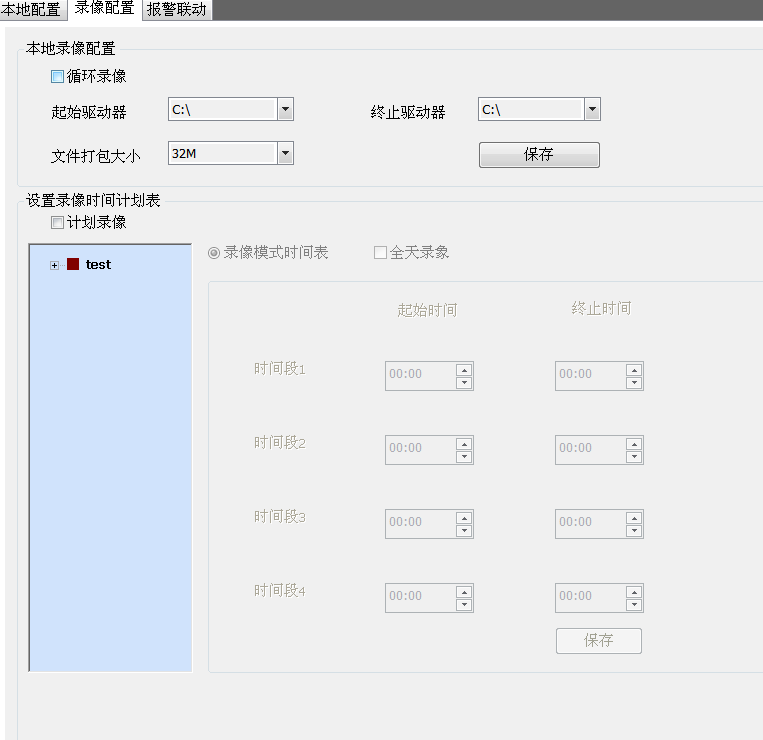 本地配置 录像配置 报警联动
本地录像配置
循环录像
起始驱动器 C:\ 终止驱动器 C:\
文件打包大小 32M 保存
设置录像时间计划表
计划录像
test
录像模式时间表 全天录象
起始时间 终止时间
时间段1 00:00 00:00
时间段2 00:00 00:00
时间段3 00:00 00:00
时间段4 00:00 00:00
保存